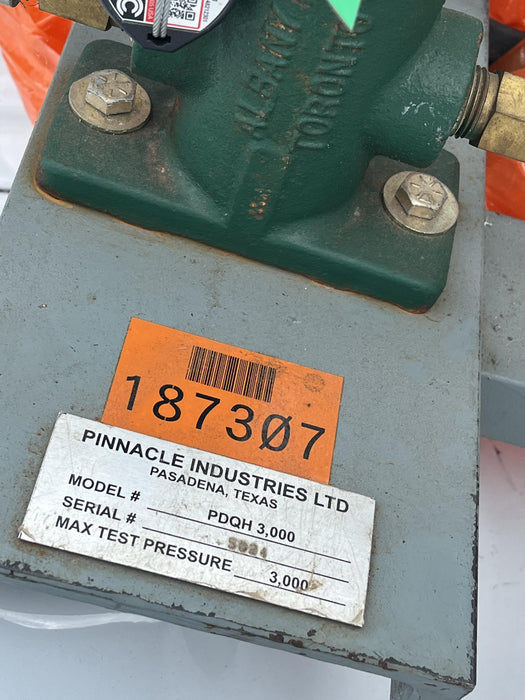 ALBANY
TORONTO
187307
PINNACLE INDUSTRIES LTD
PASADENA, TEXAS
MODEL # PDQH 3,000
SERIAL #
MAX TEST PRESSURE 3,000